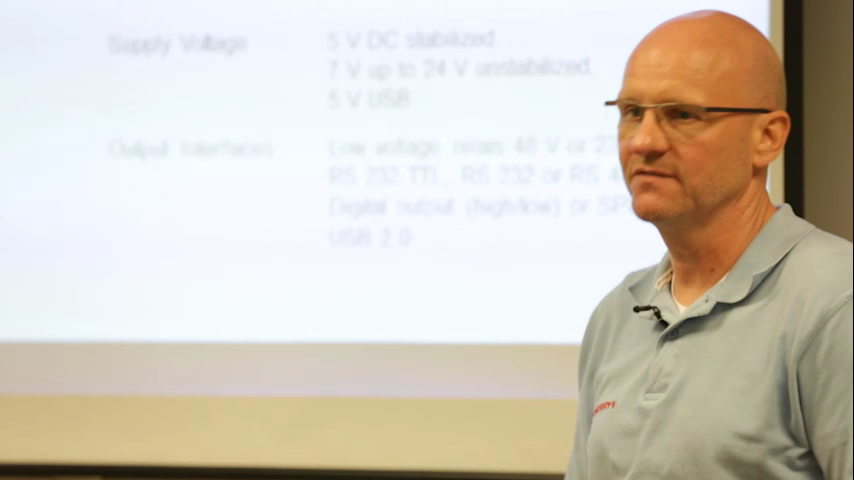 Supply Voltage 5 V DC stabilized
7 V up to 24 V unstabilized,
5 V USB
Output Interfaces Low voltage relais 48 V or
RS 232 TTL, RS 232 or RS
Digital output (high/low) or
USB 2.0